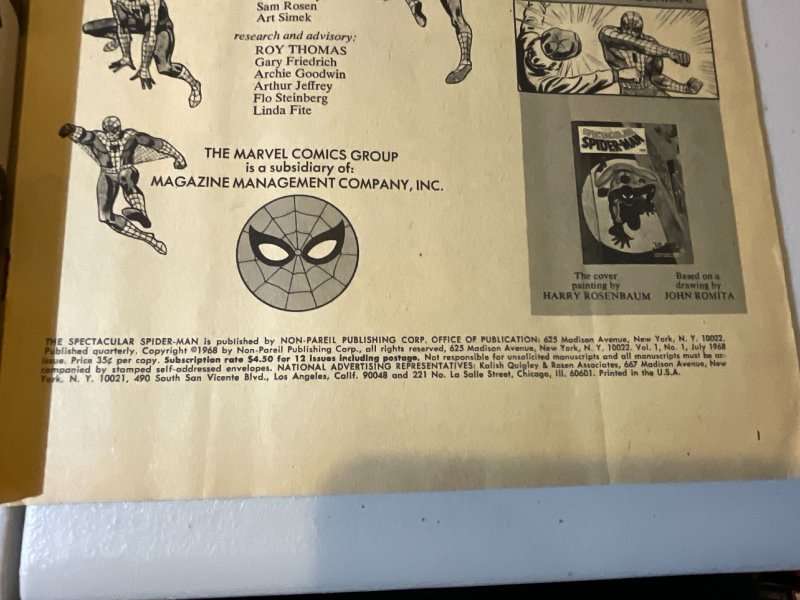 Sam Rosen
Art Simek
research and advisory:
ROY THOMAS
Gary Friedrich
Archie Goodwin
Arthur Jeffrey
Flo Steinberg
Linda Fite
THE MARVEL COMICS GROUP
is a subsidiary of:
MAGAZINE MANAGEMENT COMPANY, INC.
SPECTACULAR
SPIDER-MAN
The cover
painting by
HARRY ROSENBAUM
Based on a
drawing by
JOHN ROMITA
THE SPECTACULAR SPIDER-MAN is published by NON-PAREIL PUBLISHING CORP. OFFICE OF PUBLICATION: 625 Madison Avenue, New York, N. Y. 10022.
Published quarterly. Copyright ©1968 by Non-Pareil Publishing Corp., all rights reserved, 625 Madison Avenue, New York, N. Y. 10022. Vol. 1, No. 1, July 1968
issue. Price 35¢ per copy. Subscription rate $4.50 for 12 issues including postage. Not responsible for unsolicited manuscripts and all manuscripts must be ac-
companied by stamped self-addressed envelopes. NATIONAL ADVERTISING REPRESENTATIVES: Kalish Quigley & Rosen Associates, 667 Madison Avenue, New
York, N. Y. 10021, 490 South San Vicente Blvd., Los Angeles, Calif. 90048 and 221 No. La Salle Street, Chicago, Ill. 60601. Printed in the U.S.A.